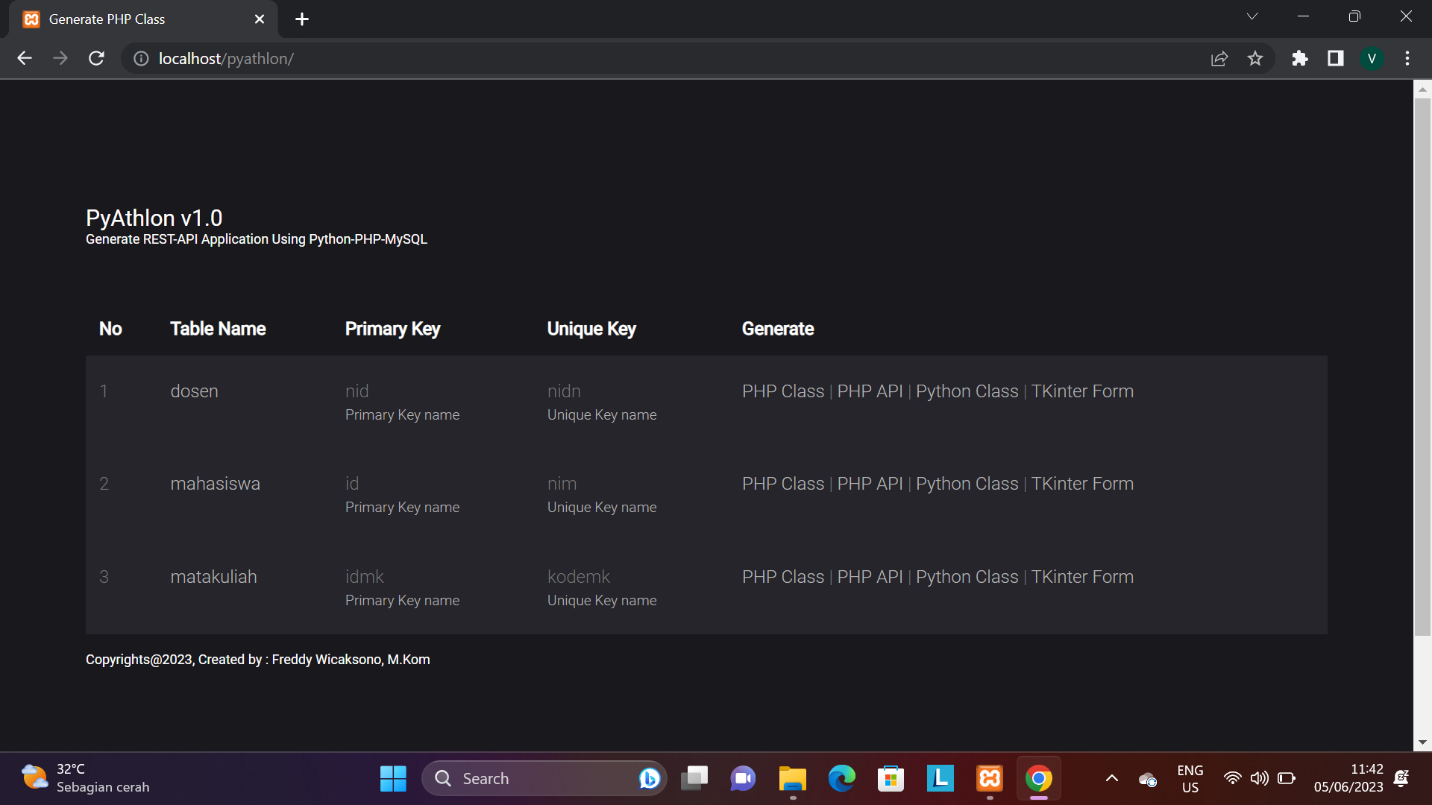 Generate PHP Class
localhost/pyathlon/
V
PyAthlon v1.0
Generate REST-API Application Using Python-PHP-MySQL
No Table Name Primary Key Unique Key Generate
1 dosen nid nidn PHP Class | PHP API | Python Class | TKinter Form
Primary Key name Unique Key name
2 mahasiswa id nim PHP Class | PHP API | Python Class | TKinter Form
Primary Key name Unique Key name
3 matakuliah idmk kodemk PHP Class | PHP API | Python Class | TKinter Form
Primary Key name Unique Key name
Copyrights@2023, Created by : Freddy Wicaksono, M.Kom
32°C
Sebagian cerah
Search
L
ENG
US
11:42
05/06/2023